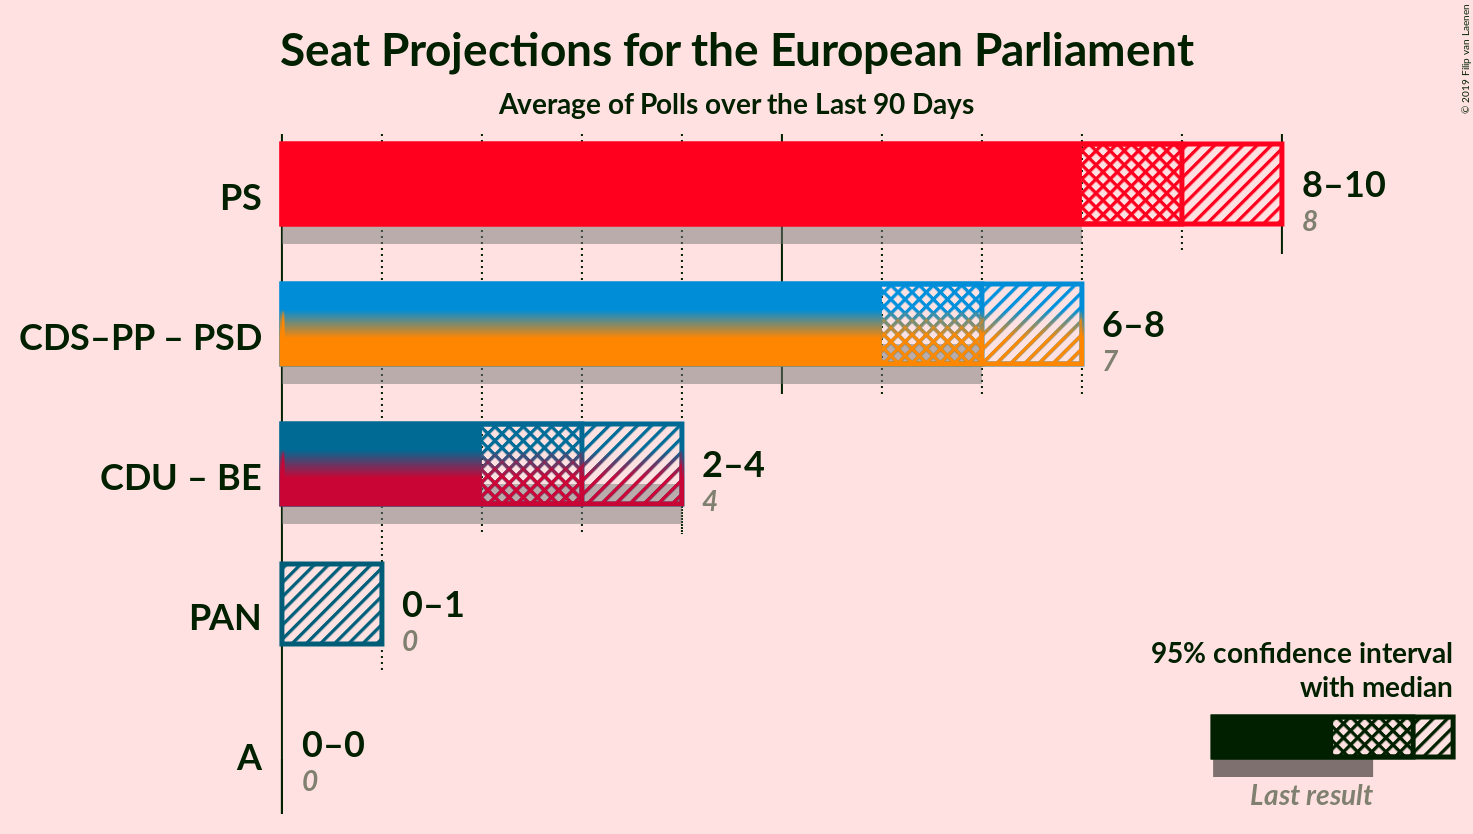 Seat Projections for the European Parliament
Average of Polls over the Last 90 Days
© 2019 Filip van Laenen
PS
8–10
8
CDS–PP – PSD
6–8
7
CDU – BE
2–4
4
PAN
0–1
0
A
0–0
0
95% confidence interval
with median
Last result